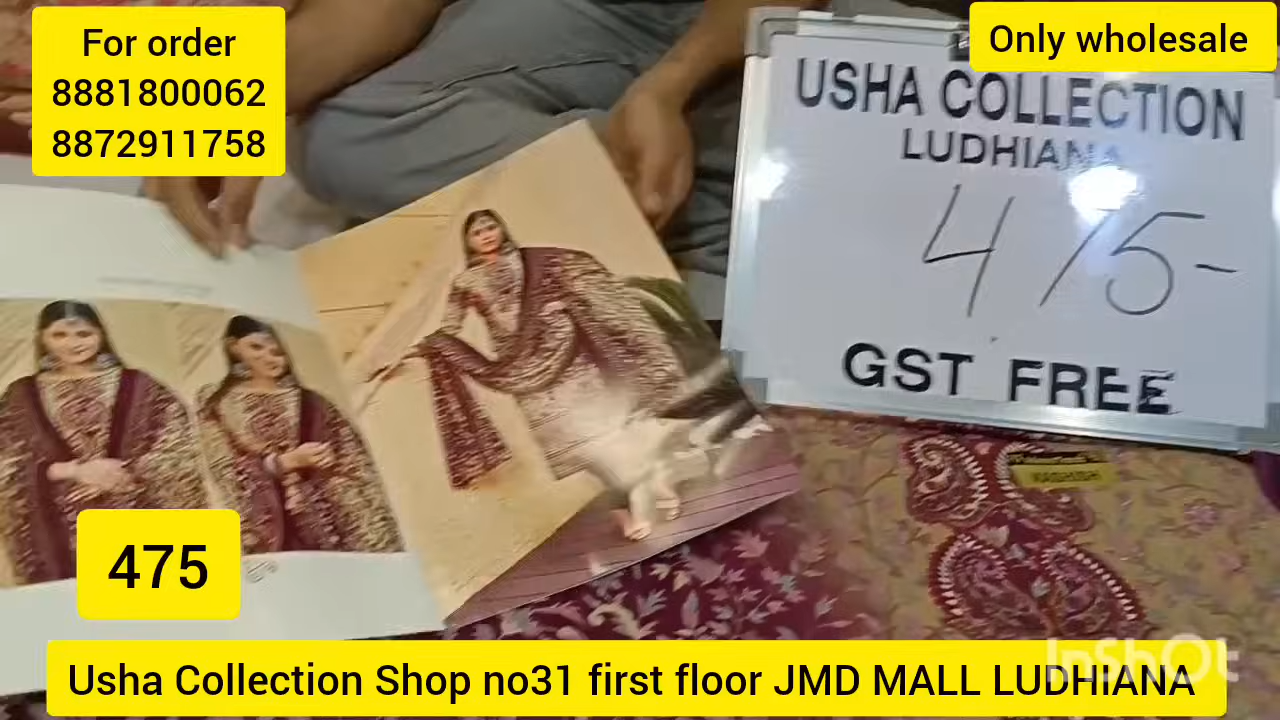 For order
8881800062
8872911758
Only wholesale
USHA COLLECTION
LUDHIANA
475-
GST FREE
475
Usha Collection Shop no31 first floor JMD MALL LUDHIANA
InShOt